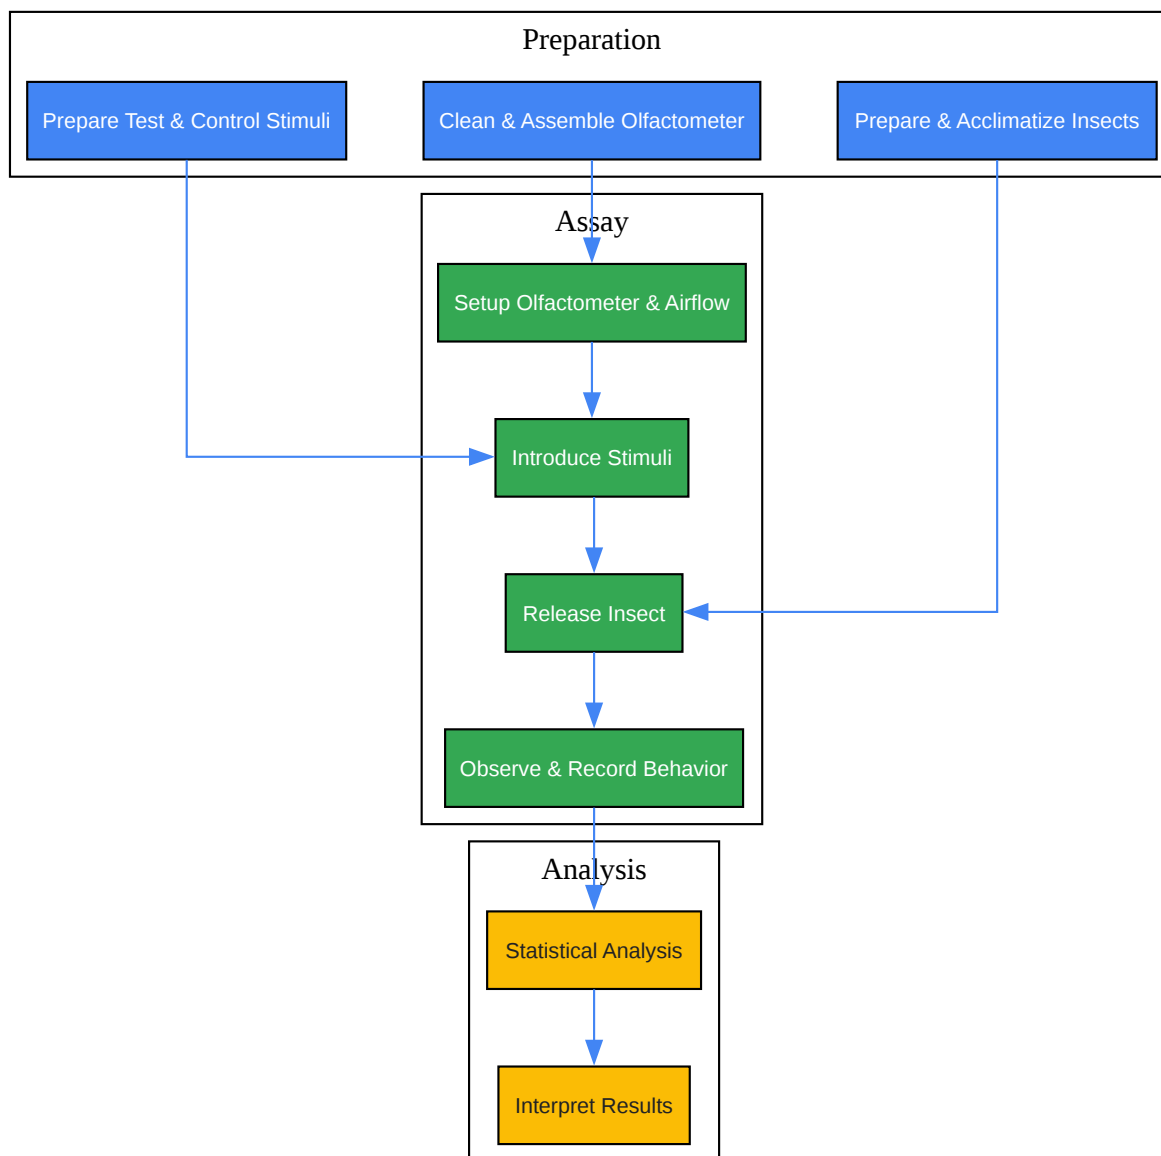 Preparation
Prepare Test & Control Stimuli
Clean & Assemble Olfactometer
Prepare & Acclimatize Insects
Assay
Setup Olfactometer & Airflow
Introduce Stimuli
Release Insect
Observe & Record Behavior
Analysis
Statistical Analysis
Interpret Results